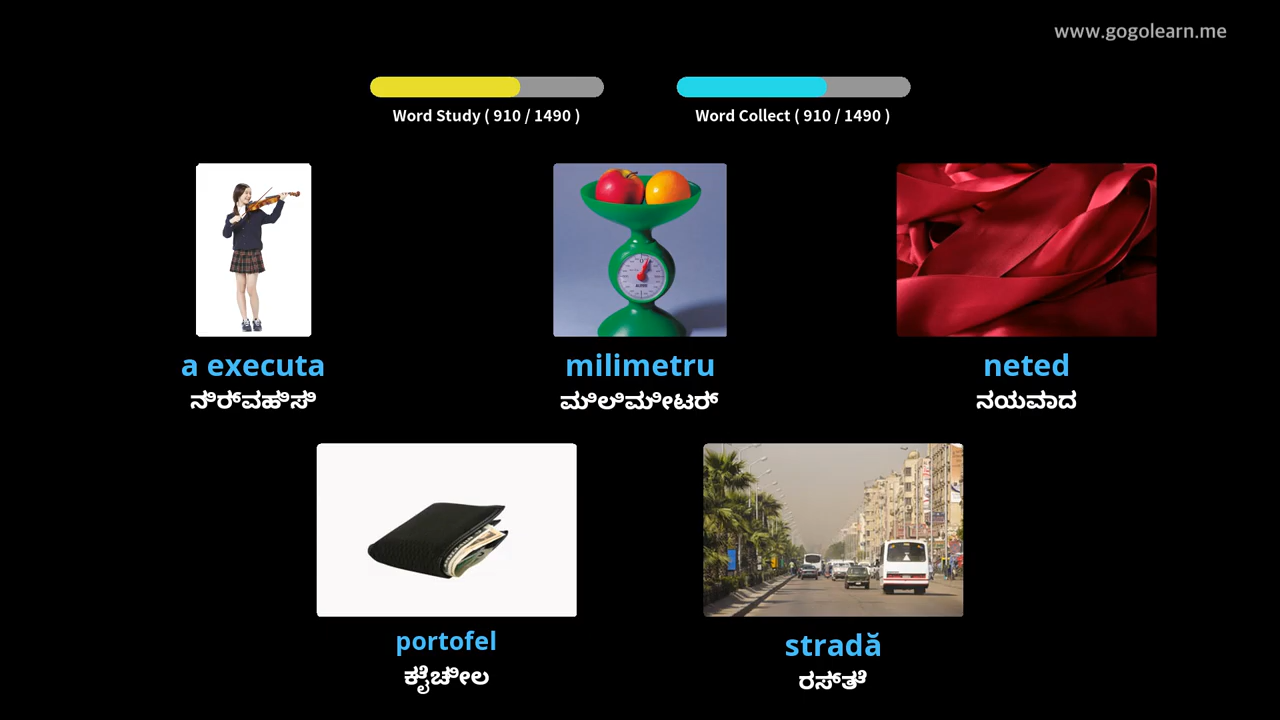 www.gogolearn.me
Word Study ( 910 / 1490 )
Word Collect ( 910 / 1490 )
a executa
ನಿರ್ವಹಿಸಿ
milimetru
ಮಿಲಿಮೀಟರ್
neted
ನಯವಾದ
portofel
ಕೈಚೀಲ
stradă
ರಸ್ತೆ